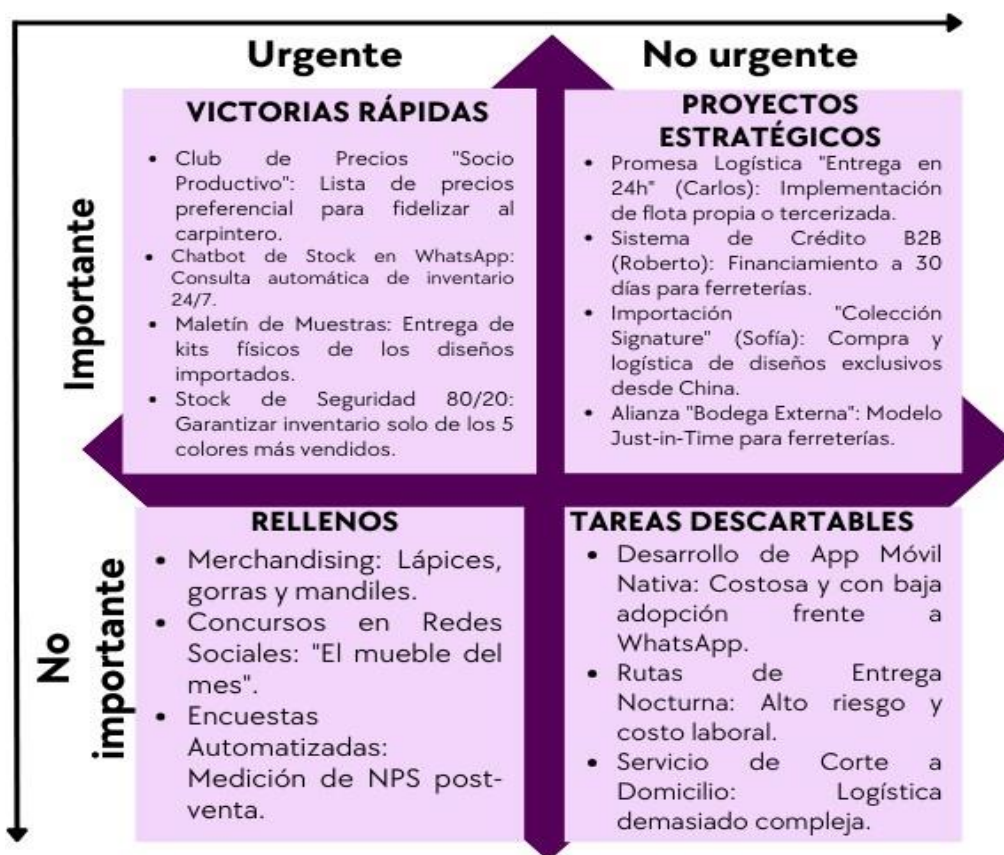 Urgente
No urgente
Importante
No
importante
VICTORIAS RÁPIDAS
• Club de Precios "Socio
Productivo": Lista de precios
preferencial para fidelizar al
carpintero.
• Chatbot de Stock en WhatsApp:
Consulta automática de inventario
24/7.
• Maletín de Muestras: Entrega de
kits físicos de los diseños
importados.
• Stock de Seguridad 80/20:
Garantizar inventario solo de los 5
colores más vendidos.
PROYECTOS
ESTRATÉGICOS
• Promesa Logística "Entrega en
24h" (Carlos): Implementación
de flota propia o tercerizada.
• Sistema de Crédito B2B
(Roberto): Financiamiento a 30
días para ferreterías.
• Importación "Colección
Signature" (Sofía): Compra y
logística de diseños exclusivos
desde China.
• Alianza "Bodega Externa": Modelo
Just-in-Time para ferreterías.
RELLENOS
• Merchandising: Lápices,
gorras y mandiles.
• Concursos en Redes
Sociales: "El mueble del
mes".
• Encuestas
Automatizadas:
Medición de NPS post-
venta.
TAREAS DESCARTABLES
• Desarrollo de App Móvil
Nativa: Costosa y con baja
adopción frente a
WhatsApp.
• Rutas de Entrega
Nocturna: Alto riesgo y
costo laboral.
• Servicio de Corte a
Domicilio: Logística
demasiado compleja.